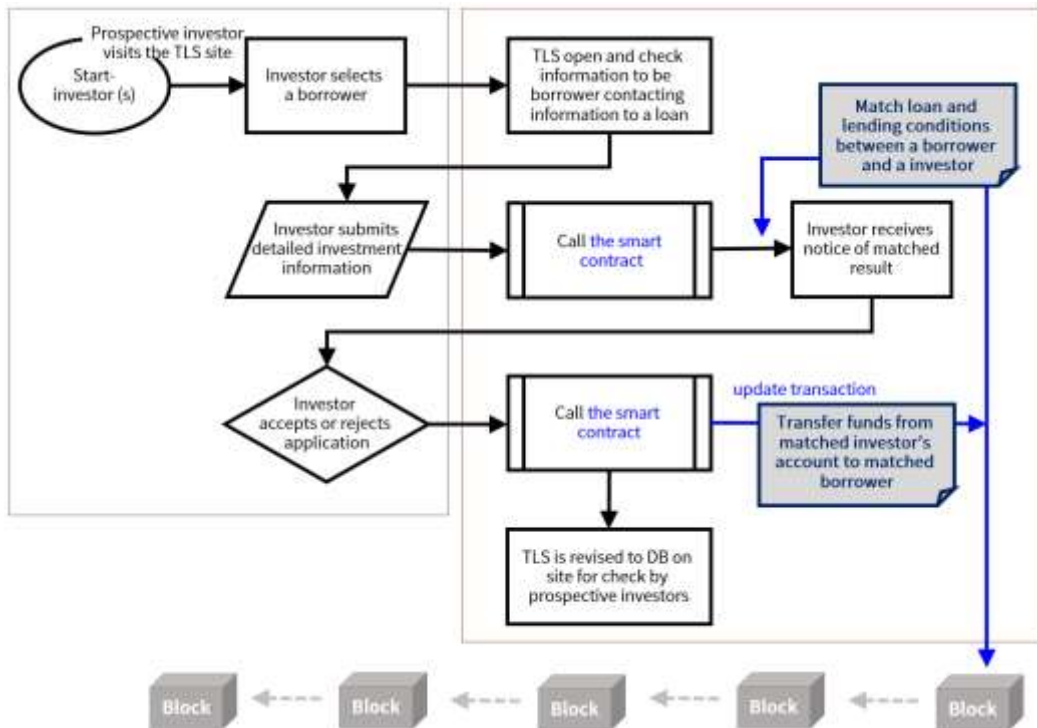 Prospective investor
visits the TLS site
Start-
investor (s)
Investor selects
a borrower
TLS open and check
information to be
borrower contacting
information to a loan
Match loan and
lending conditions
between a borrower
and a investor
Investor submits
detailed investment
information
Call the smart
contract
Investor receives
notice of matched
result
Investor
accepts or rejects
application
Call the smart
contract
update transaction
Transfer funds from
matched investor's
account to matched
borrower
TLS is revised to DB on
site for check by
prospective investors
Block
Block
Block
Block
Block